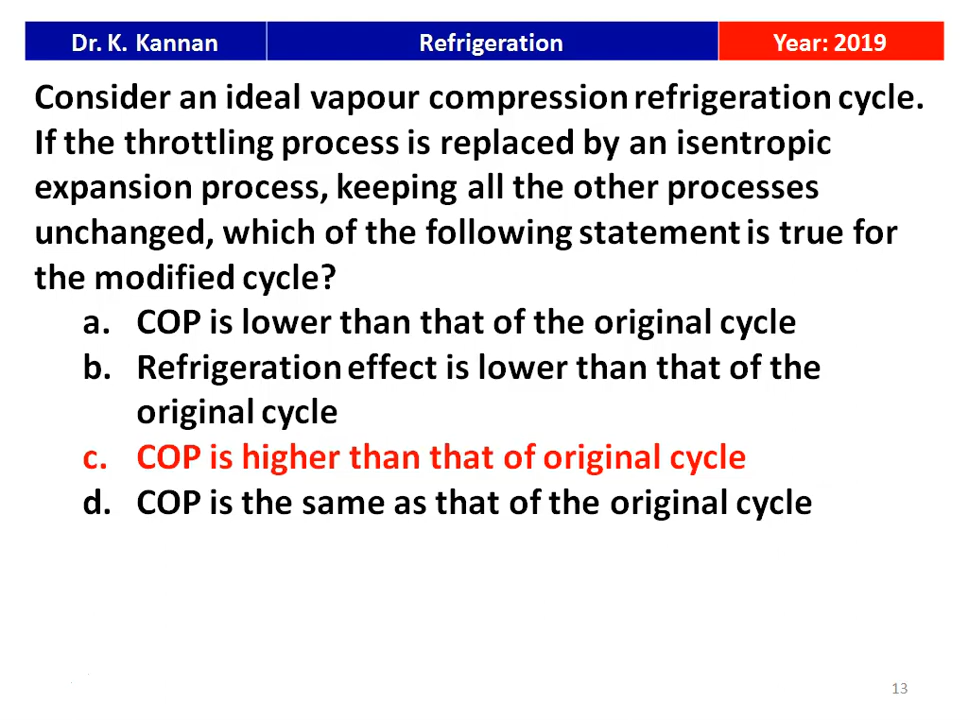 Dr. K. Kannan Refrigeration Year: 2019
Consider an ideal vapour compression refrigeration cycle.
If the throttling process is replaced by an isentropic
expansion process, keeping all the other processes
unchanged, which of the following statement is true for
the modified cycle?
a. COP is lower than that of the original cycle
b. Refrigeration effect is lower than that of the
original cycle
c. COP is higher than that of original cycle
d. COP is the same as that of the original cycle
13